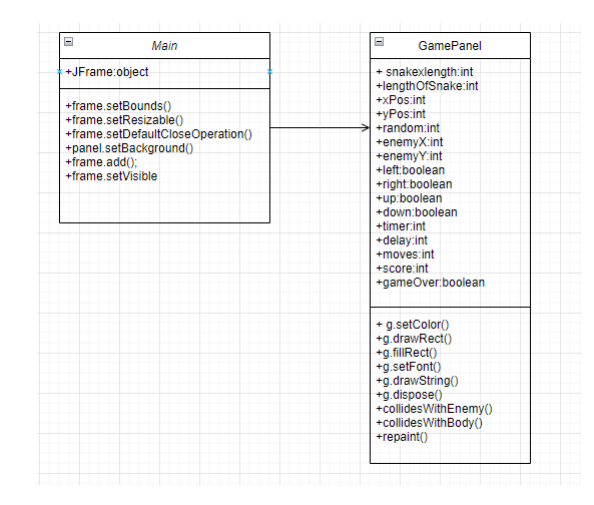 Main
+JFrame:object
+frame.setBounds()
+frame.setResizable()
+frame.setDefaultCloseOperation()
+panel.setBackground()
+frame.add();
+frame.setVisible
GamePanel
+ snakexlength:int
+lengthOfSnake:int
+xPos:int
+yPos:int
+random:int
+enemyX:int
+enemyY:int
+left:boolean
+right:boolean
+up:boolean
+down:boolean
+timer:int
+delay:int
+moves:int
+score:int
+gameOver:boolean
+ g.setColor()
+g.drawRect()
+g.fillRect()
+g.setFont()
+g.drawString()
+g.dispose()
+collidesWithEnemy()
+collidesWithBody()
+repaint()